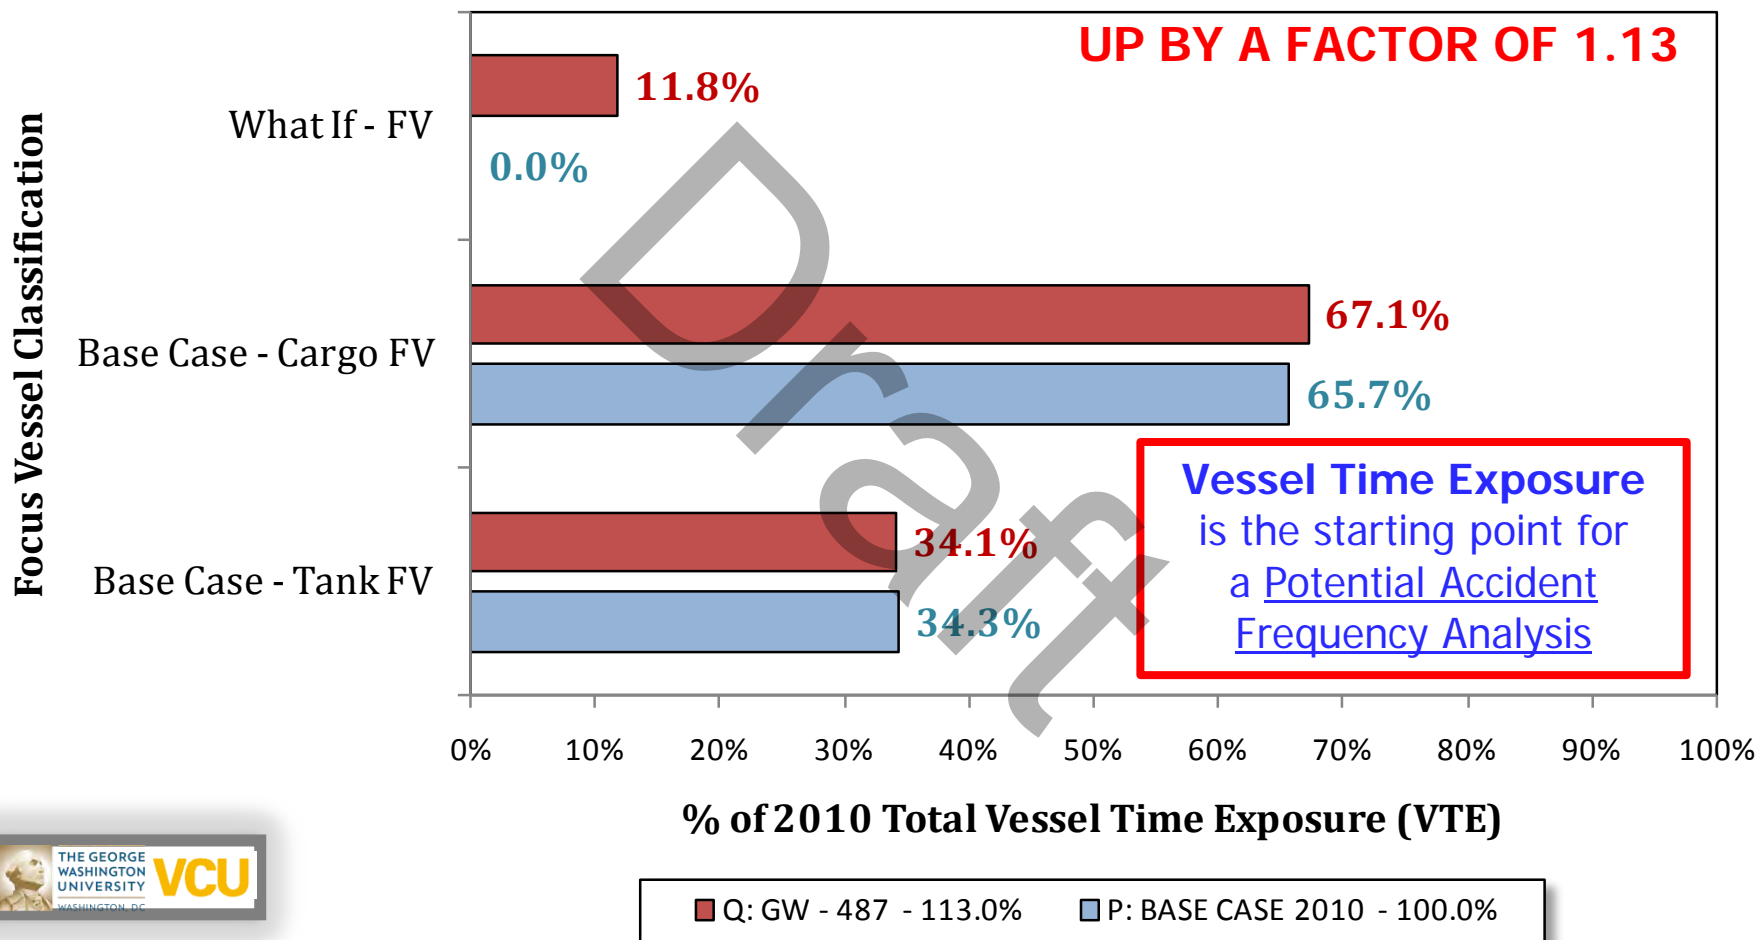 UP BY A FACTOR OF 1.13
Focus Vessel Classification
What If - FV
11.8%
0.0%
Base Case - Cargo FV
67.1%
65.7%
Base Case - Tank FV
34.1%
34.3%
Draft
Vessel Time Exposure
is the starting point for
a Potential Accident
Frequency Analysis
0% 10% 20% 30% 40% 50% 60% 70% 80% 90% 100%
% of 2010 Total Vessel Time Exposure (VTE)
THE GEORGE
WASHINGTON
UNIVERSITY
WASHINGTON, DC
VCU
Q: GW - 487 - 113.0% P: BASE CASE 2010 - 100.0%